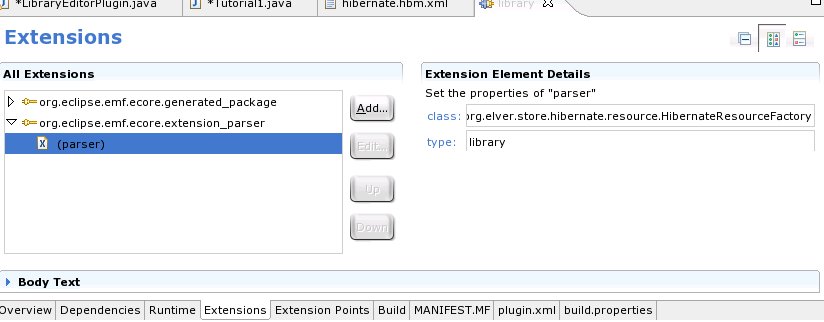 *LibraryEditorPlugin.java *Tutorial1.java hibernate.hbm.xml library
Extensions
All Extensions
org.eclipse.emf.ecore.generated_package
org.eclipse.emf.ecore.extension_parser
X (parser)
Add...
Edit...
Up
Down
Extension Element Details
Set the properties of "parser"
class: org.elver.store.hibernate.resource.HibernateResourceFactory
type: library
Body Text
Overview Dependencies Runtime Extensions Extension Points Build MANIFEST.MF plugin.xml build.properties